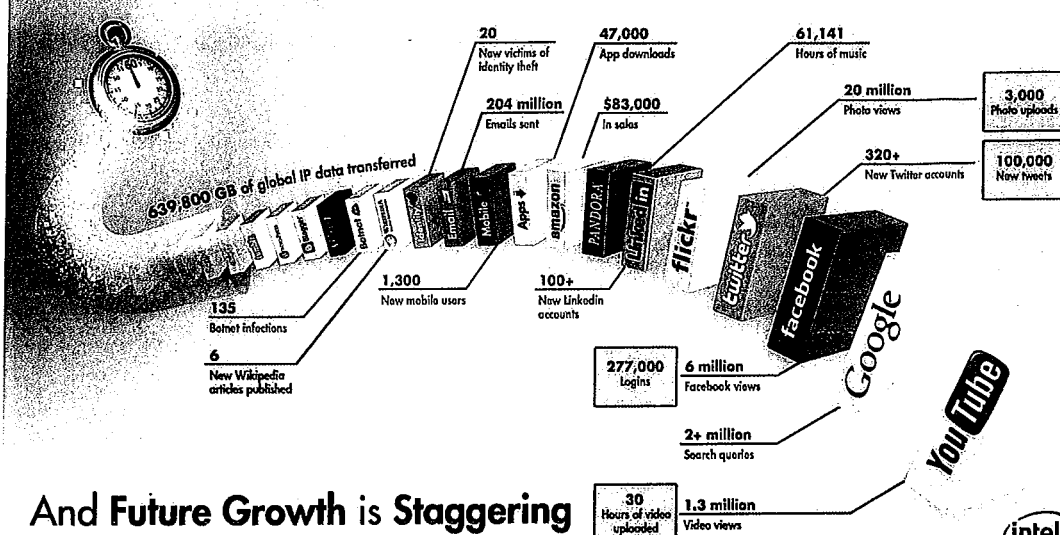 20
New victims of
identity theft
47,000
App downloads
61,141
Hours of music
204 million
Emails sent
$83,000
In sales
20 million
Photo views
3,000
Photo uploads
320+
New Twitter accounts
100,000
New tweets
639,800 GB of global IP data transferred
Botnet
Email
Mobile
Apps
amazon
PANDORA
Linked in
flickr
twitter
facebook
Google
YouTube
135
Botnet infections
6
New Wikipedia
articles published
1,300
New mobile users
100+
New Linkedin
accounts
277,000
Logins
6 million
Facebook views
2+ million
Search queries
30
Hours of video
uploaded
1.3 million
Video views
And Future Growth is Staggering
intel